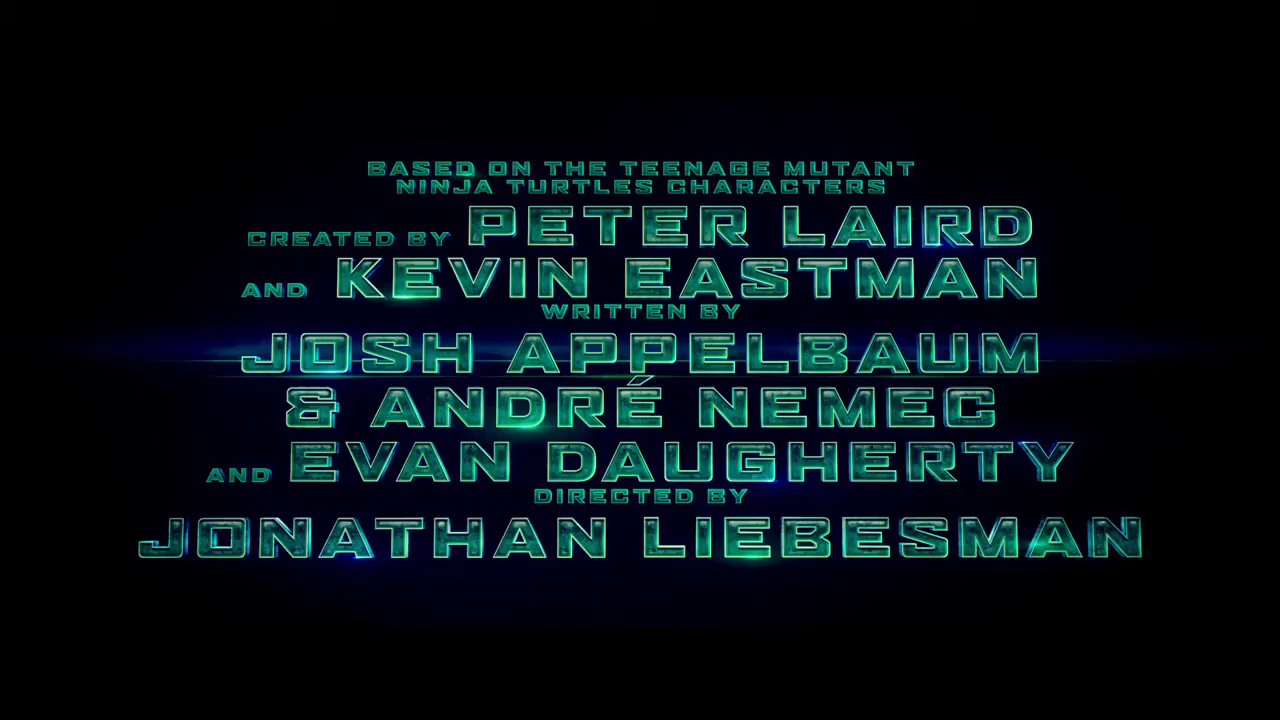 BASED ON THE TEENAGE MUTANT
NINJA TURTLES CHARACTERS
CREATED BY PETER LAIRD
AND KEVIN EASTMAN
WRITTEN BY
JOSH APPELBAUM
& ANDRÉ NEMEC
AND EVAN DAUGHERTY
DIRECTED BY
JONATHAN LIEBESMAN